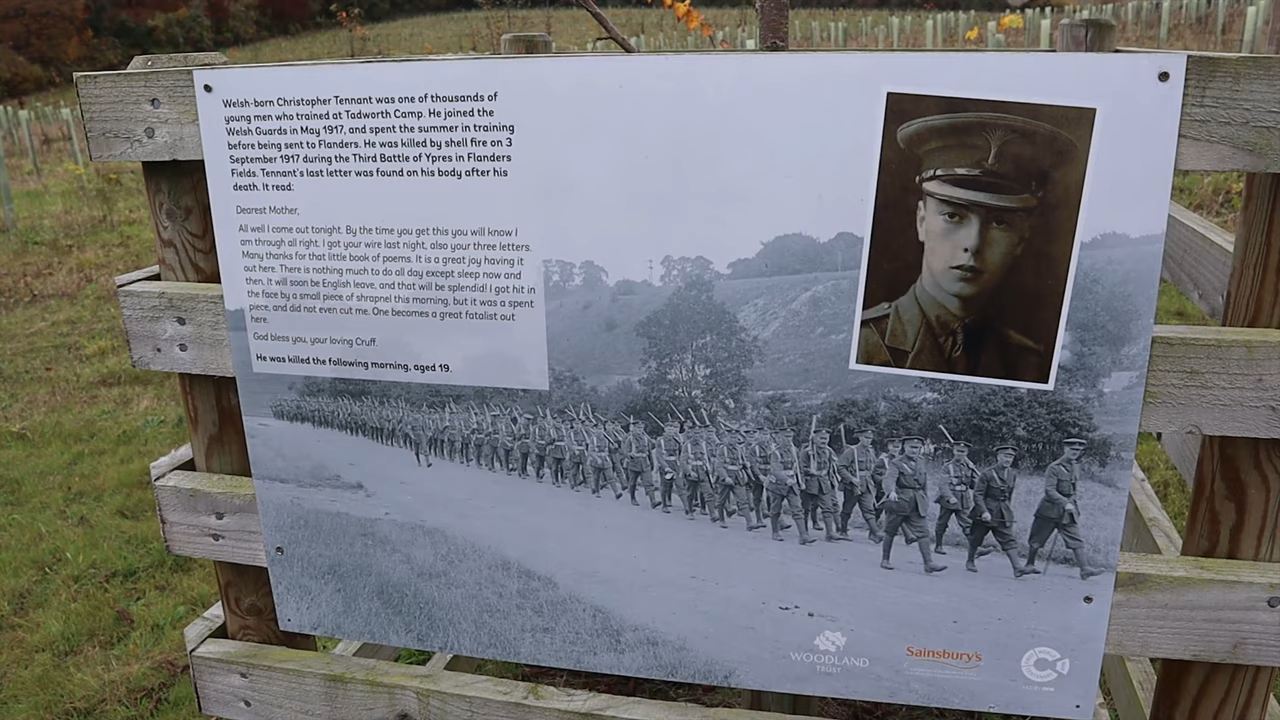 Welsh-born Christopher Tennant was one of thousands of
young men who trained at Tadworth Camp. He joined the
Welsh Guards in May 1917, and spent the summer in training
before being sent to Flanders. He was killed by shell fire on 3
September 1917 during the Third Battle of Ypres in Flanders
Fields. Tennant's last letter was found on his body after his
death. It read:
Dearest Mother,
All well I come out tonight. By the time you get this you will know I
am through all right. I got your wire last night, also your three letters.
Many thanks for that little book of poems. It is a great joy having it
out here. There is nothing much to do all day except sleep now and
then. It will soon be English leave, and that will be splendid! I got hit in
the face by a small piece of shrapnel this morning, but it was a spent
piece, and did not even cut me. One becomes a great fatalist out
here.
God bless you, your loving Cruff.
He was killed the following morning, aged 19.
WOODLAND
TRUST
Sainsbury's